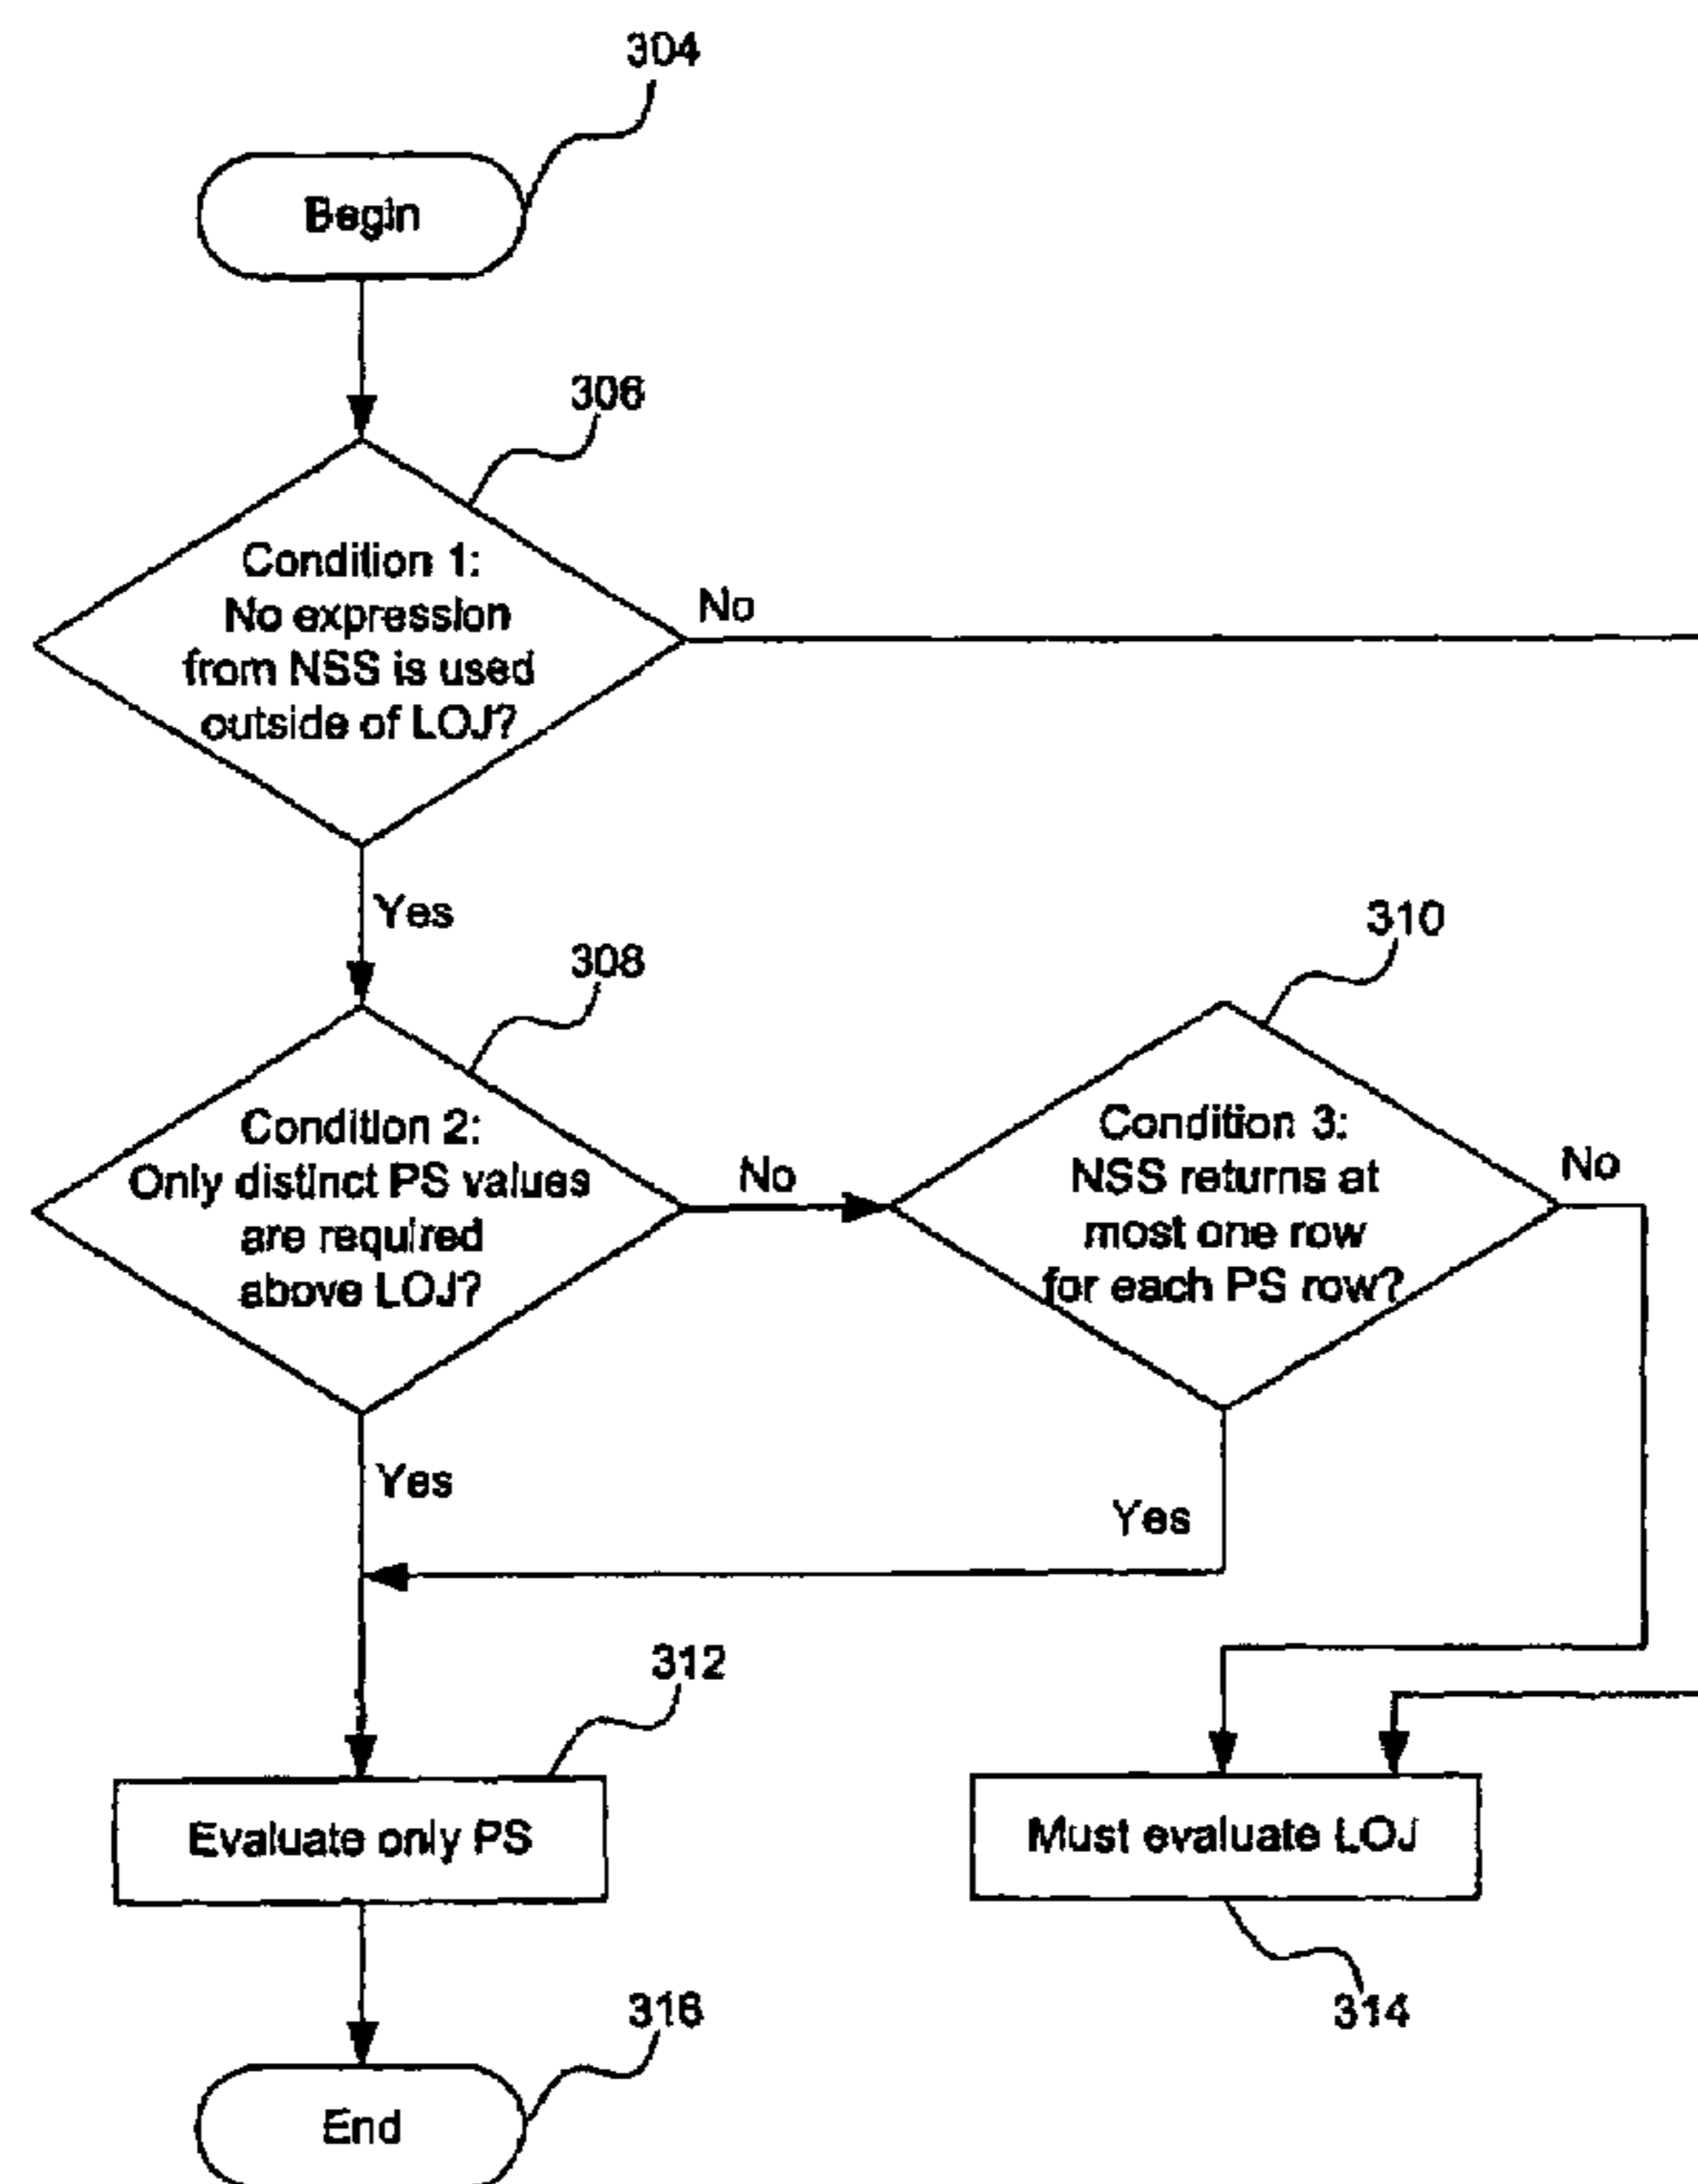 304
Begin
306
Condition 1:
No expression
from NSS is used
outside of LOJ?
No
Yes
308
310
Condition 2:
Only distinct PS values
are required
above LOJ?
No
Condition 3:
NSS returns at
most one row
for each PS row?
No
Yes
Yes
312
Evaluate only PS
Must evaluate LOJ
314
316
End